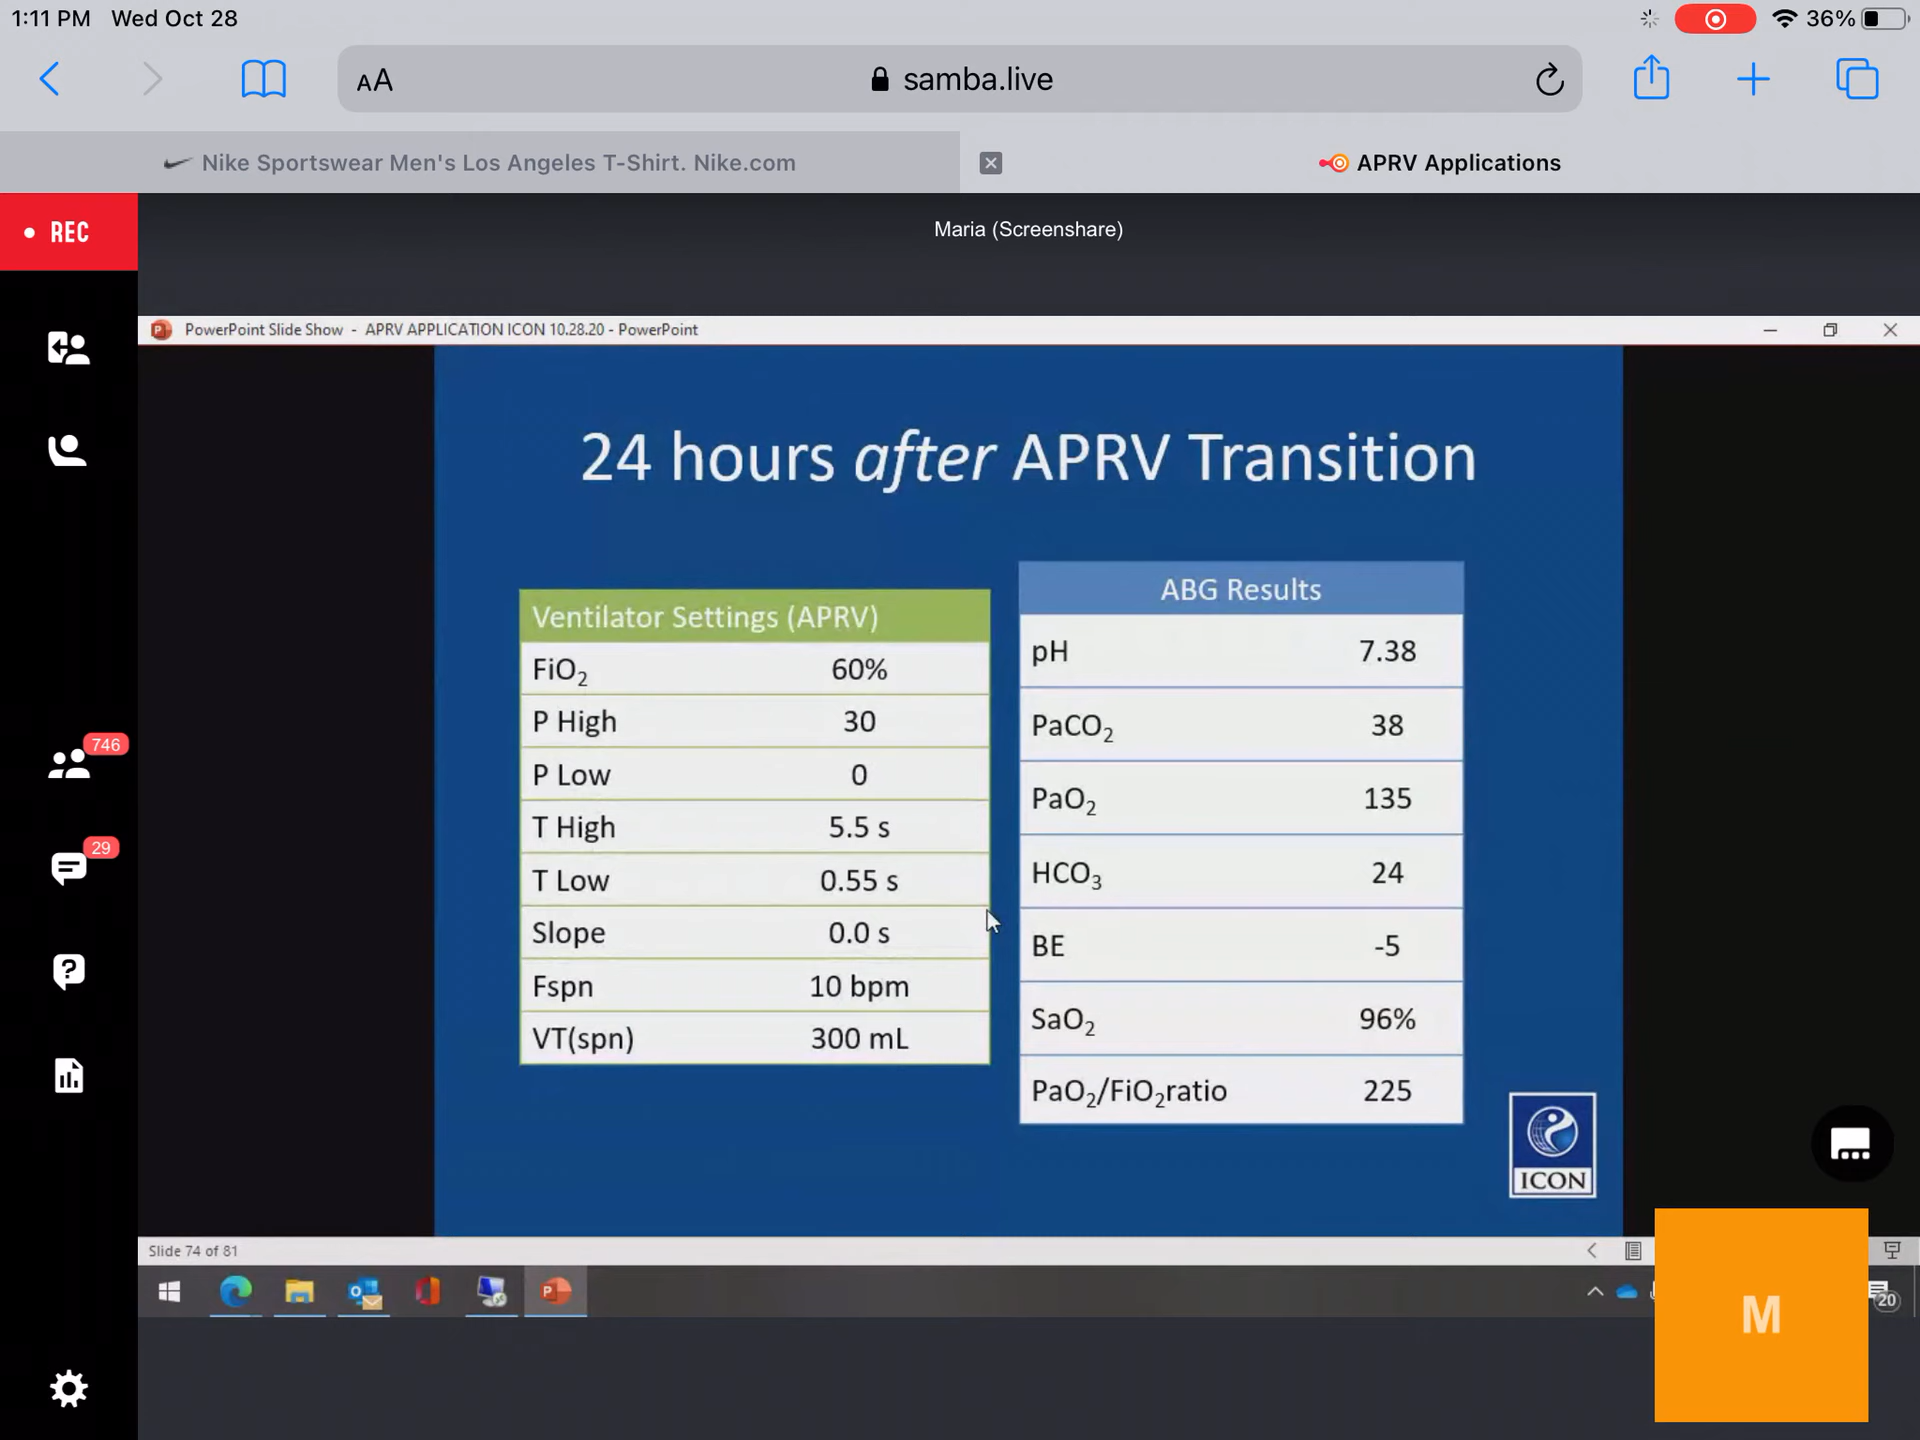 1:11 PM Wed Oct 28
36%
AA
samba.live
Nike Sportswear Men's Los Angeles T-Shirt. Nike.com
APRV Applications
REC
Maria (Screenshare)
PowerPoint Slide Show - APRV APPLICATION ICON 10.28.20 - PowerPoint
24 hours after APRV Transition
Ventilator Settings (APRV)
FiO2 60%
P High 30
P Low 0
T High 5.5 s
T Low 0.55 s
Slope 0.0 s
Fspn 10 bpm
VT(spn) 300 mL
ABG Results
pH 7.38
PaCO2 38
PaO2 135
HCO3 24
BE -5
SaO2 96%
PaO2/FiO2ratio 225
ICON
746
29
Slide 74 of 81
20
M